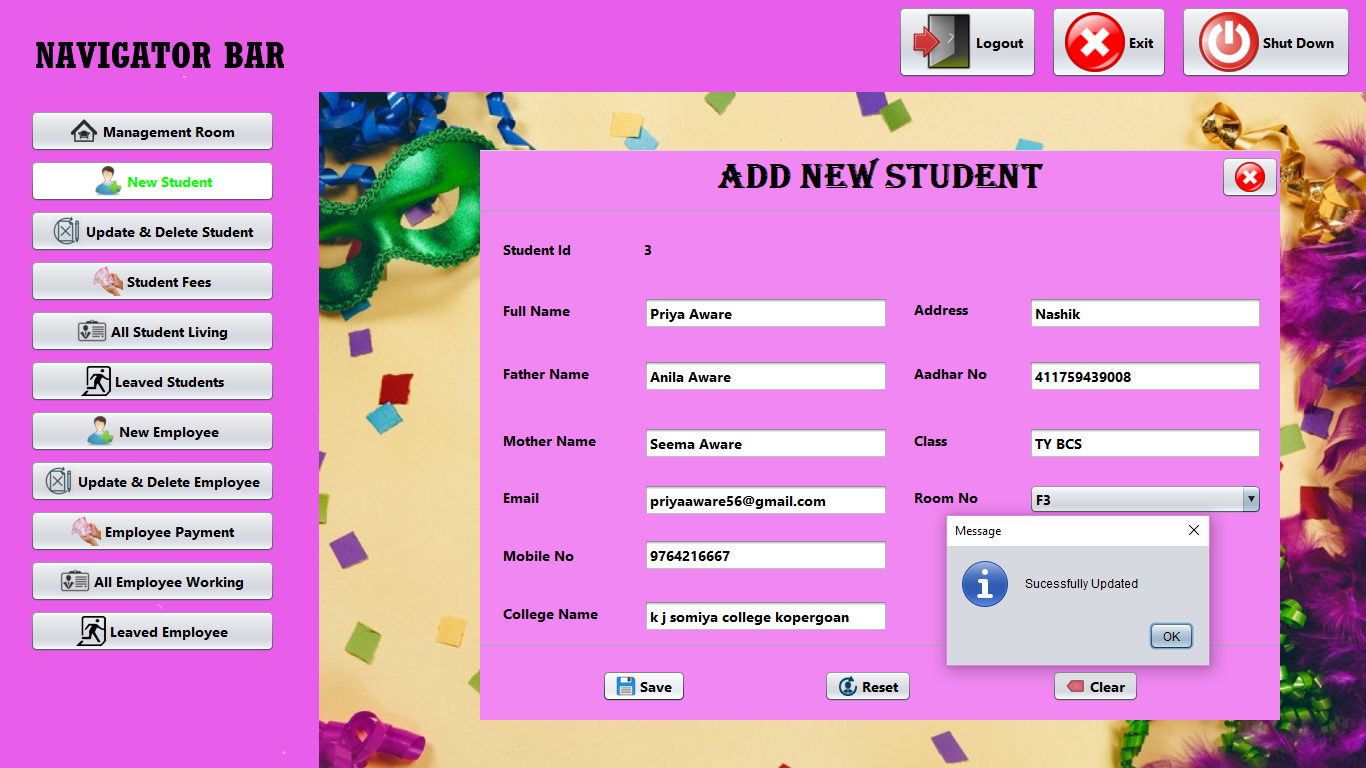 NAVIGATOR BAR
Logout
Exit
Shut Down
Management Room
New Student
Update & Delete Student
Student Fees
All Student Living
Leaved Students
New Employee
Update & Delete Employee
Employee Payment
All Employee Working
Leaved Employee
ADD NEW STUDENT
Student Id 3
Full Name Priya Aware Address Nashik
Father Name Anila Aware Aadhar No 411759439008
Mother Name Seema Aware Class TY BCS
Email priyaaware56@gmail.com Room No F3
Mobile No 9764216667
College Name k j somiya college kopergoan
Message
Sucessfully Updated
OK
Save Reset Clear